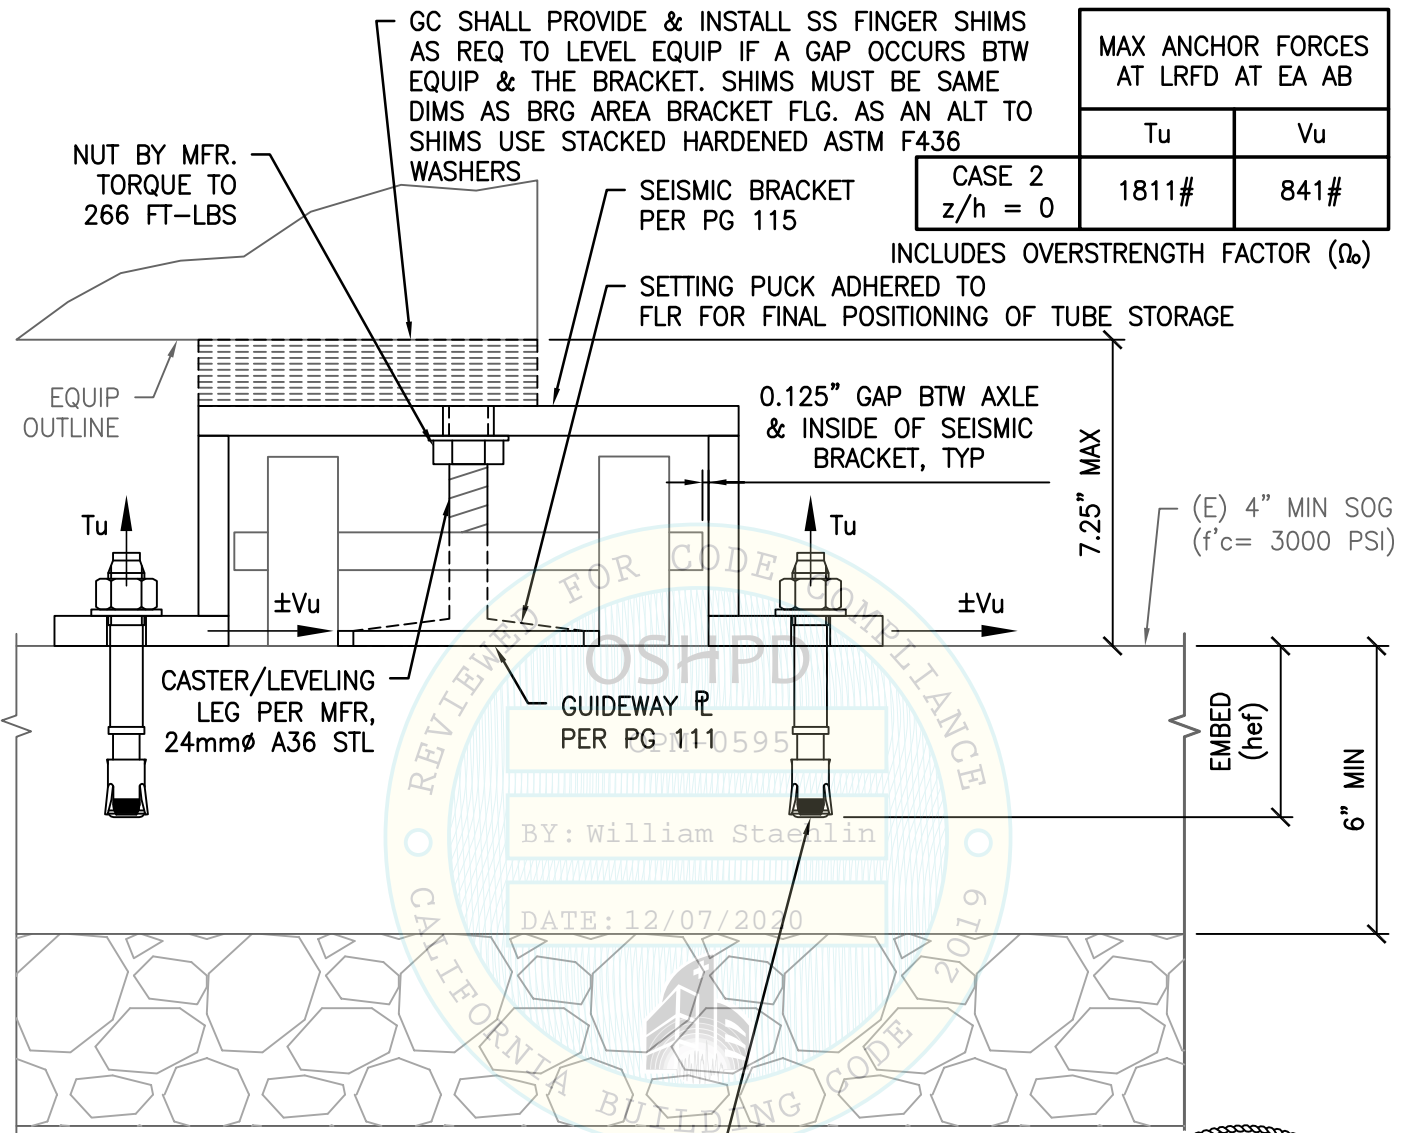 GC SHALL PROVIDE & INSTALL SS FINGER SHIMS
AS REQ TO LEVEL EQUIP IF A GAP OCCURS BTW
EQUIP & THE BRACKET. SHIMS MUST BE SAME
DIMS AS BRG AREA BRACKET FLG. AS AN ALT TO
SHIMS USE STACKED HARDENED ASTM F436
WASHERS
MAX ANCHOR FORCES
AT LRFD AT EA AB
Tu Vu
CASE 2
z/h = 0
1811# 841#
INCLUDES OVERSTRENGTH FACTOR (Ωo)
NUT BY MFR.
TORQUE TO
266 FT-LBS
SEISMIC BRACKET
PER PG 115
SETTING PUCK ADHERED TO
FLR FOR FINAL POSITIONING OF TUBE STORAGE
EQUIP
OUTLINE
0.125" GAP BTW AXLE
& INSIDE OF SEISMIC
BRACKET, TYP
7.25" MAX
(E) 4" MIN SOG
(f'c= 3000 PSI)
Tu
Tu
±Vu
±Vu
CASTER/LEVELING
LEG PER MFR,
24mmø A36 STL
GUIDEWAY PL
PER PG 111
EMBED
(hef)
6" MIN
REVIEWED FOR CODE COMPLIANCE
OSHPD
OPM-0595
BY: William Staehlin
DATE: 12/07/2020
CALIFORNIA BUILDING CODE 2019